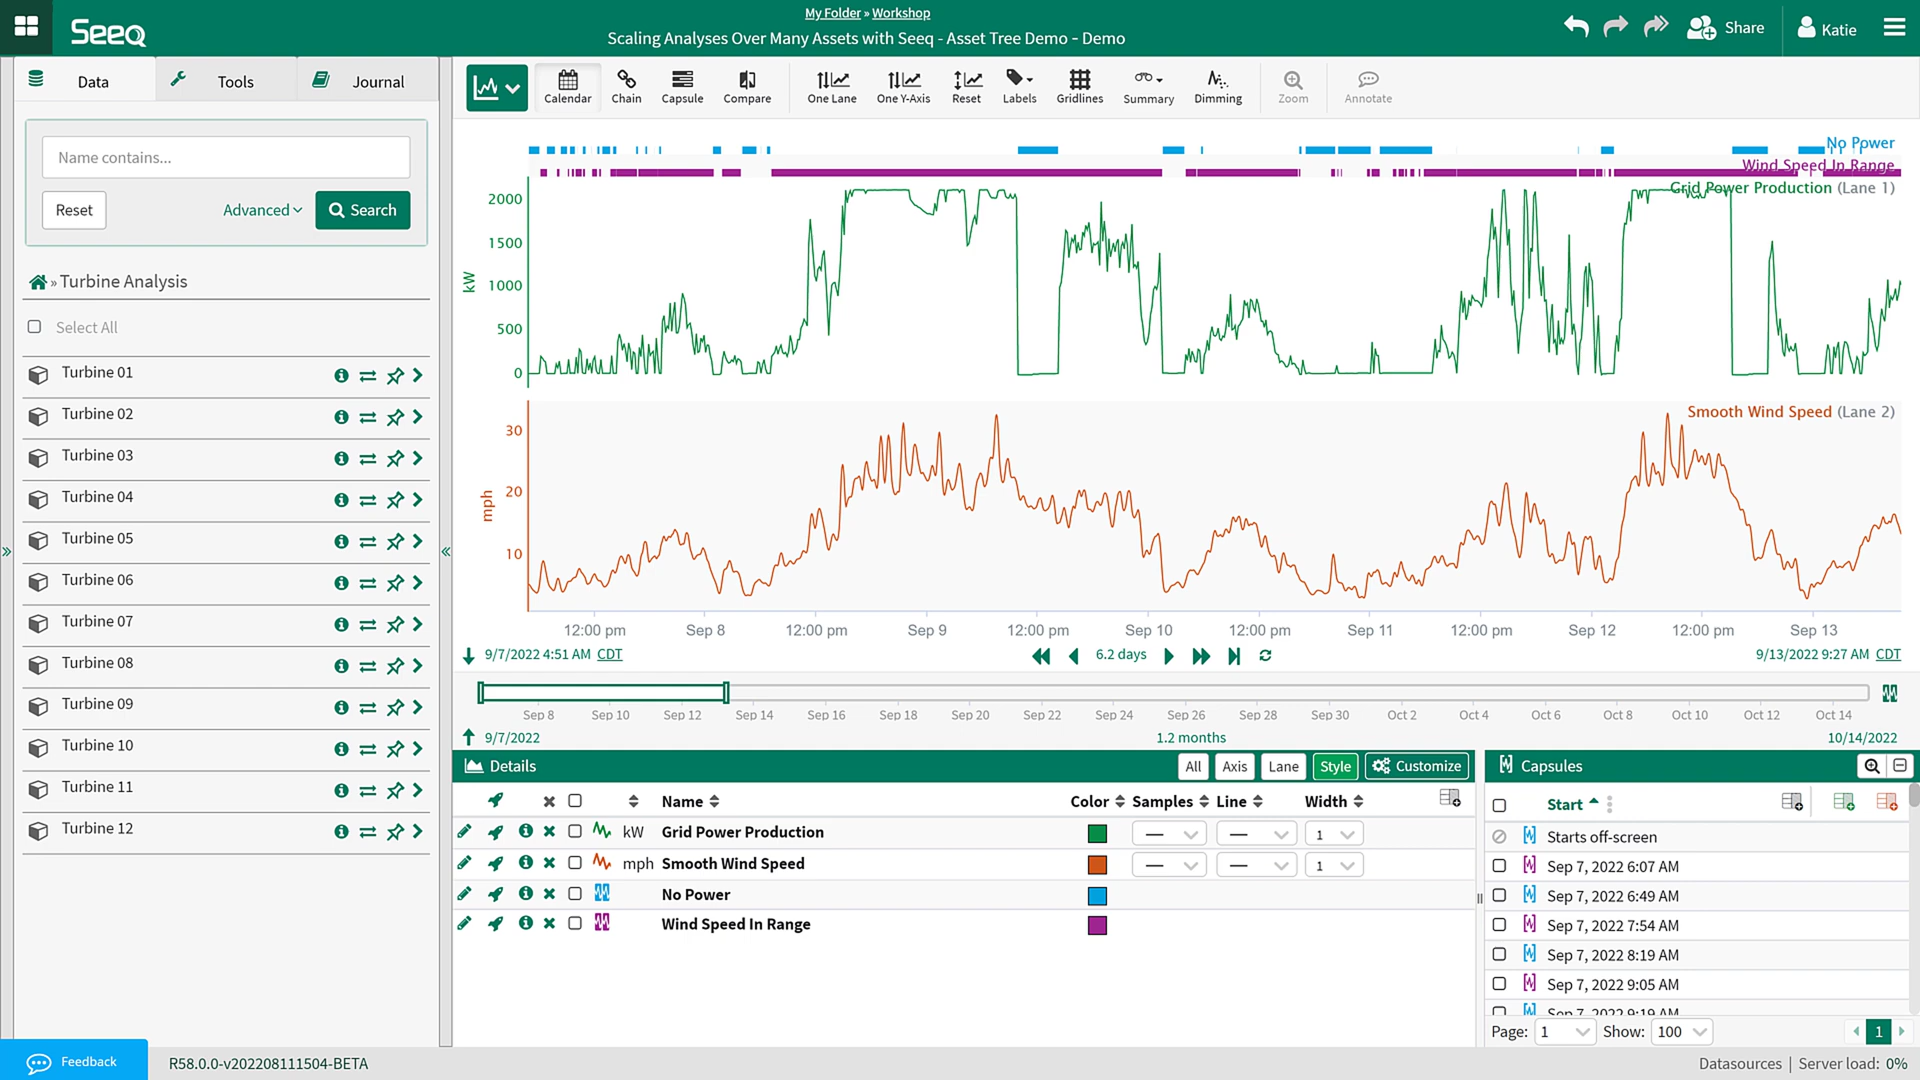 My Folder » Workshop
Seeq
Scaling Analyses Over Many Assets with Seeq - Asset Tree Demo - Demo
Share
Katie
Data
Tools
Journal
Calendar
Chain
Capsule
Compare
One Lane
One Y-Axis
Reset
Labels
Gridlines
Summary
Dimming
Zoom
Annotate
Name contains...
Reset
Advanced
Search
» Turbine Analysis
Select All
Turbine 01
Turbine 02
Turbine 03
Turbine 04
Turbine 05
Turbine 06
Turbine 07
Turbine 08
Turbine 09
Turbine 10
Turbine 11
Turbine 12
No Power
Wind Speed In Range
Grid Power Production (Lane 1)
2000
1500
1000
500
0
kW
Smooth Wind Speed (Lane 2)
30
20
10
mph
12:00 pm
Sep 8
12:00 pm
Sep 9
12:00 pm
Sep 10
12:00 pm
Sep 11
12:00 pm
Sep 12
12:00 pm
Sep 13
9/7/2022 4:51 AM CDT
6.2 days
9/13/2022 9:27 AM CDT
Sep 8
Sep 10
Sep 12
Sep 14
Sep 16
Sep 18
Sep 20
Sep 22
Sep 24
Sep 26
Sep 28
Sep 30
Oct 2
Oct 4
Oct 6
Oct 8
Oct 10
Oct 12
Oct 14
9/7/2022
1.2 months
10/14/2022
Details
All
Axis
Lane
Style
Customize
Name
Color
Samples
Line
Width
kW Grid Power Production
1
mph Smooth Wind Speed
1
No Power
Wind Speed In Range
Capsules
Start
Starts off-screen
Sep 7, 2022 6:07 AM
Sep 7, 2022 6:49 AM
Sep 7, 2022 7:54 AM
Sep 7, 2022 8:19 AM
Sep 7, 2022 9:05 AM
Sep 7, 2022 9:19 AM
Page: 1
Show: 100
1
Feedback
R58.0.0-v202208111504-BETA
Datasources | Server load: 0%